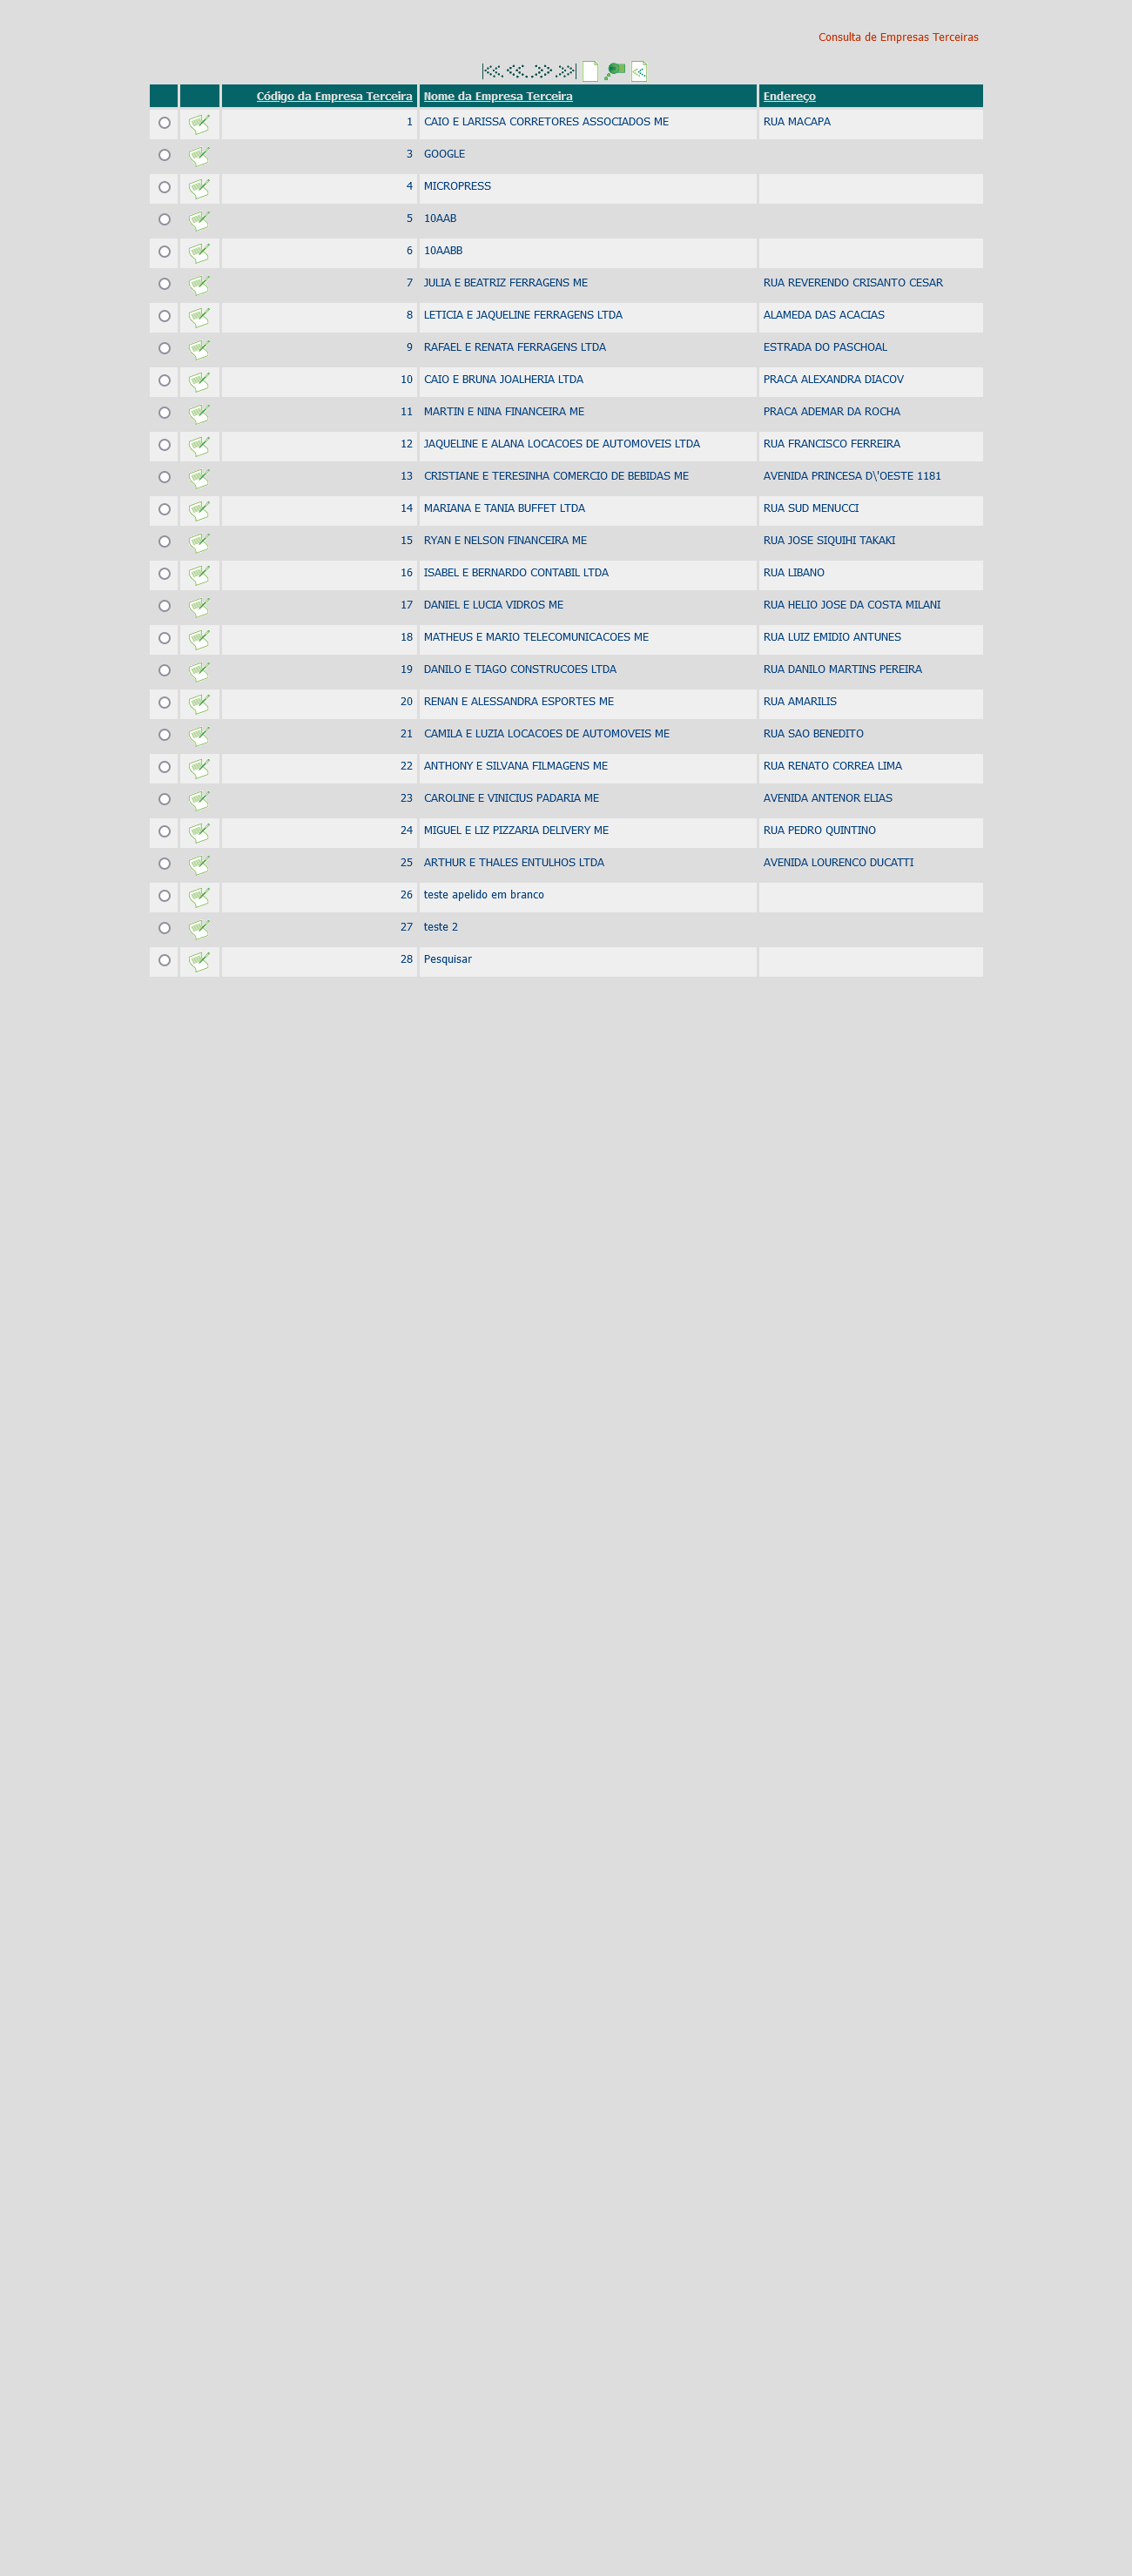 Consulta de Empresas Terceiras
Código da Empresa Terceira Nome da Empresa Terceira Endereço
1 CAIO E LARISSA CORRETORES ASSOCIADOS ME RUA MACAPA
3 GOOGLE
4 MICROPRESS
5 10AAB
6 10AABB
7 JULIA E BEATRIZ FERRAGENS ME RUA REVERENDO CRISANTO CESAR
8 LETICIA E JAQUELINE FERRAGENS LTDA ALAMEDA DAS ACACIAS
9 RAFAEL E RENATA FERRAGENS LTDA ESTRADA DO PASCHOAL
10 CAIO E BRUNA JOALHERIA LTDA PRACA ALEXANDRA DIACOV
11 MARTIN E NINA FINANCEIRA ME PRACA ADEMAR DA ROCHA
12 JAQUELINE E ALANA LOCACOES DE AUTOMOVEIS LTDA RUA FRANCISCO FERREIRA
13 CRISTIANE E TERESINHA COMERCIO DE BEBIDAS ME AVENIDA PRINCESA D\'OESTE 1181
14 MARIANA E TANIA BUFFET LTDA RUA SUD MENUCCI
15 RYAN E NELSON FINANCEIRA ME RUA JOSE SIQUIHI TAKAKI
16 ISABEL E BERNARDO CONTABIL LTDA RUA LIBANO
17 DANIEL E LUCIA VIDROS ME RUA HELIO JOSE DA COSTA MILANI
18 MATHEUS E MARIO TELECOMUNICACOES ME RUA LUIZ EMIDIO ANTUNES
19 DANILO E TIAGO CONSTRUCOES LTDA RUA DANILO MARTINS PEREIRA
20 RENAN E ALESSANDRA ESPORTES ME RUA AMARILIS
21 CAMILA E LUZIA LOCACOES DE AUTOMOVEIS ME RUA SAO BENEDITO
22 ANTHONY E SILVANA FILMAGENS ME RUA RENATO CORREA LIMA
23 CAROLINE E VINICIUS PADARIA ME AVENIDA ANTENOR ELIAS
24 MIGUEL E LIZ PIZZARIA DELIVERY ME RUA PEDRO QUINTINO
25 ARTHUR E THALES ENTULHOS LTDA AVENIDA LOURENCO DUCATTI
26 teste apelido em branco
27 teste 2
28 Pesquisar